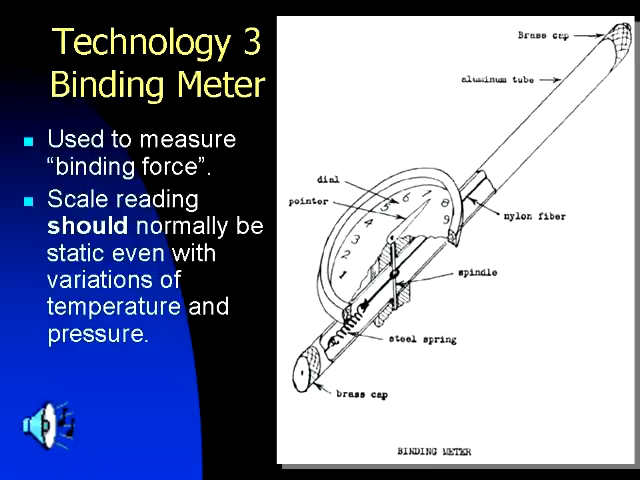 Technology 3
Binding Meter
Used to measure
“binding force”.
Scale reading
should normally be
static even with
variations of
temperature and
pressure.
Brass cap
aluminum tube
dial
pointer
1 2 3 4 5 6 7 8 9
nylon fiber
spindle
steel spring
brass cap
BINDING METER